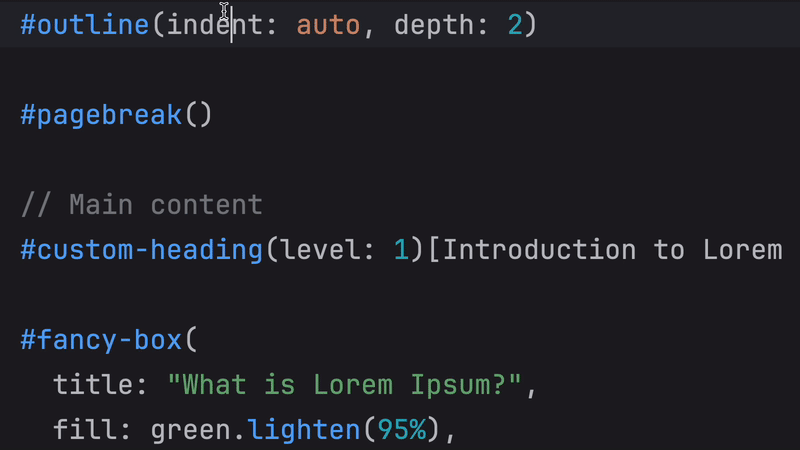 #outline(indent: auto, depth: 2)
#pagebreak()
// Main content
#custom-heading(level: 1)[Introduction to Lorem
#fancy-box(
title: "What is Lorem Ipsum?",
fill: green.lighten(95%),